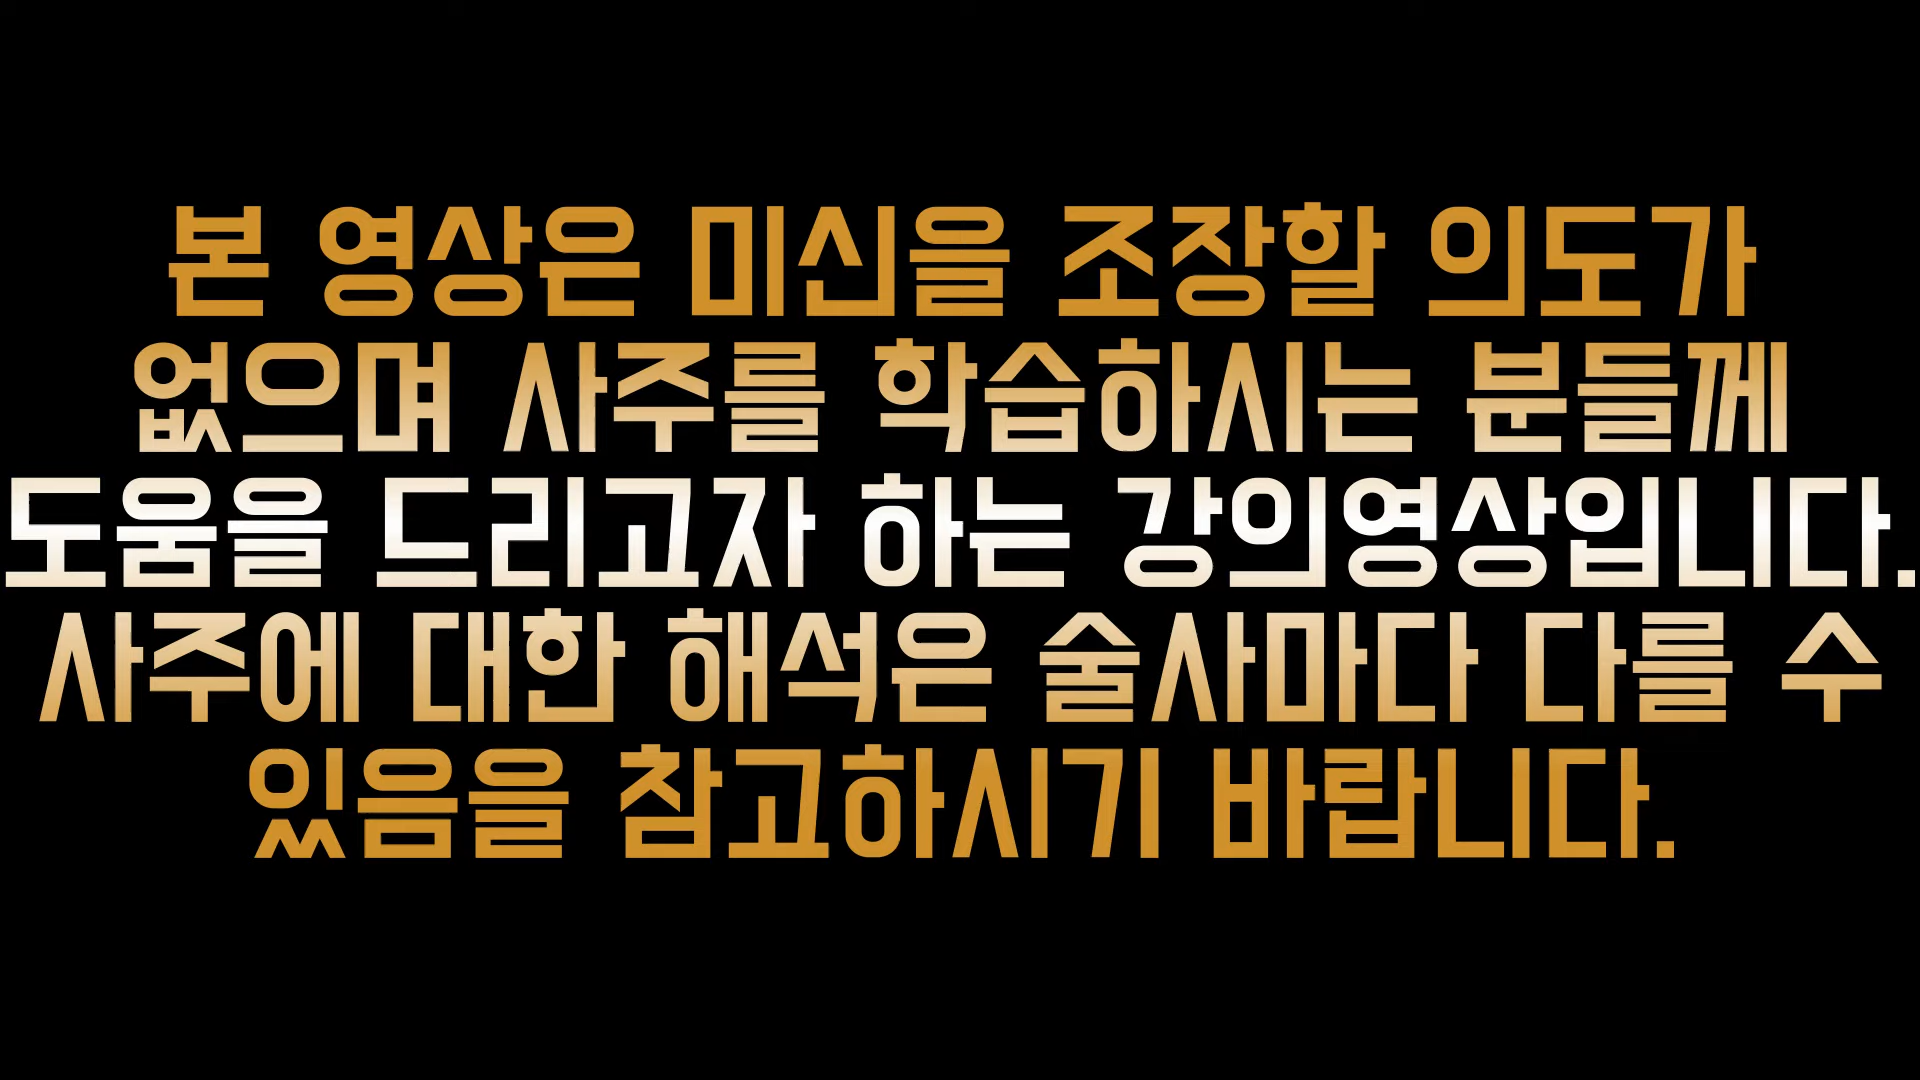 본 영상은 미신을 조장할 의도가
없으며 사주를 학습하시는 분들께
도움을 드리고자 하는 강의영상입니다.
사주에 대한 해석은 술사마다 다를 수
있음을 참고하시기 바랍니다.